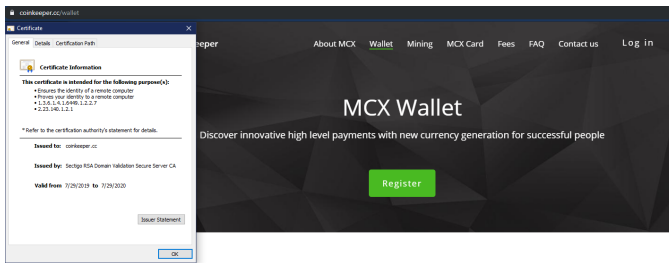 coinkeeper.cc/wallet
Certificate
General Details Certification Path
Certificate Information
This certificate is intended for the following purpose(s):
• Ensures the identity of a remote computer
• Proves your identity to a remote computer
• 1.3.6.1.4.1.6449.1.2.2.7
• 2.23.140.1.2.1
* Refer to the certification authority's statement for details.
Issued to: coinkeeper.cc
Issued by: Sectigo RSA Domain Validation Secure Server CA
Valid from 7/29/2019 to 7/29/2020
Issuer Statement
OK
eeper
About MCX Wallet Mining MCX Card Fees FAQ Contact us Log in
MCX Wallet
Discover innovative high level payments with new currency generation for successful people
Register